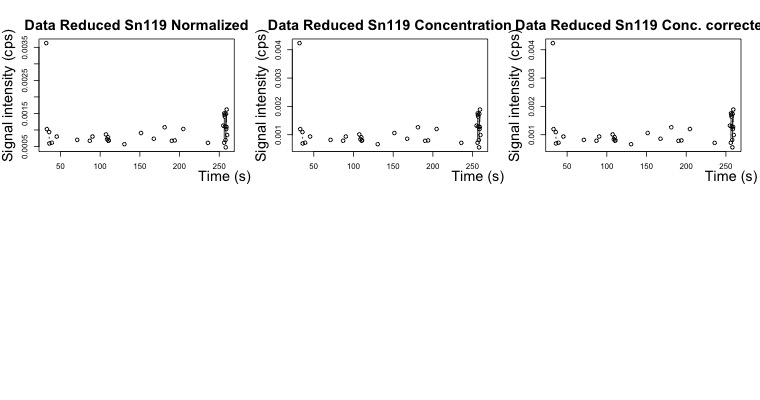 Data Reduced Sn119 Normalized
Signal intensity (cps)
0.0005 0.0015 0.0025 0.0035
50 100 150 200 250
Time (s)
Data Reduced Sn119 Concentration
Signal intensity (cps)
0.001 0.002 0.003 0.004
50 100 150 200 250
Time (s)
Data Reduced Sn119 Conc. correcte
Signal intensity (cps)
0.001 0.002 0.003 0.004
50 100 150 200 250
Time (s)